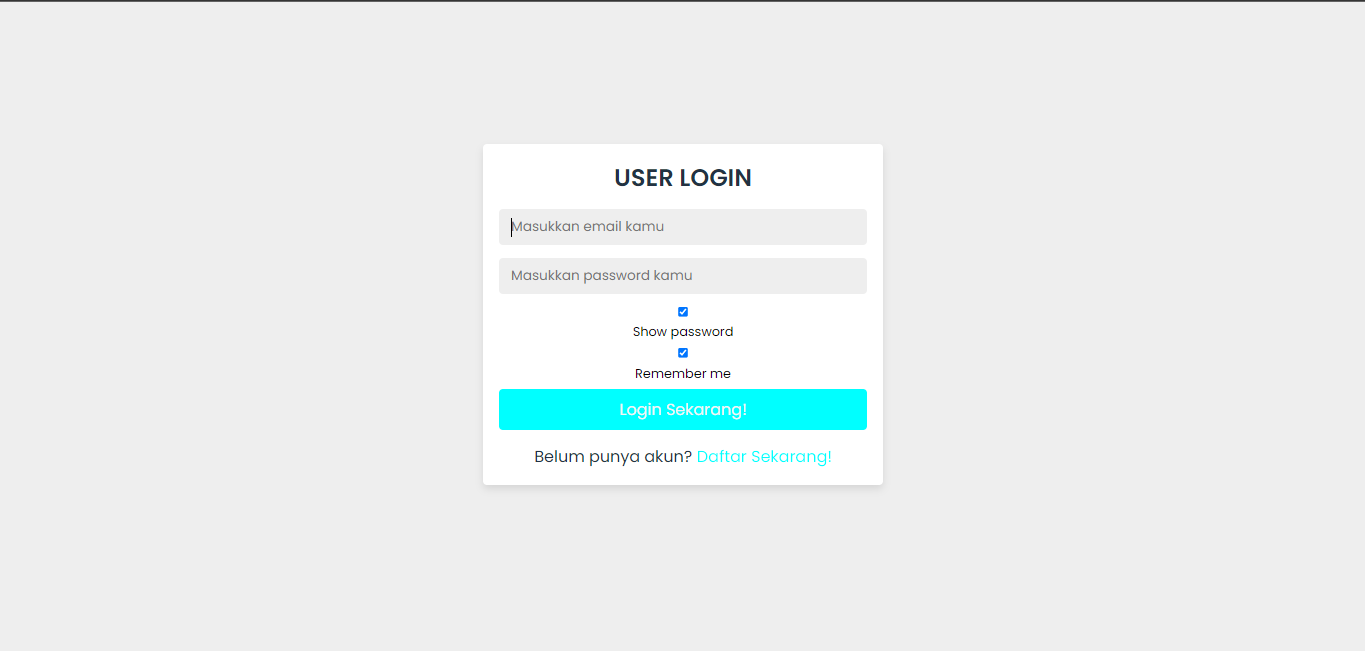 USER LOGIN
Masukkan email kamu
Masukkan password kamu
Show password
Remember me
Login Sekarang!
Belum punya akun? Daftar Sekarang!